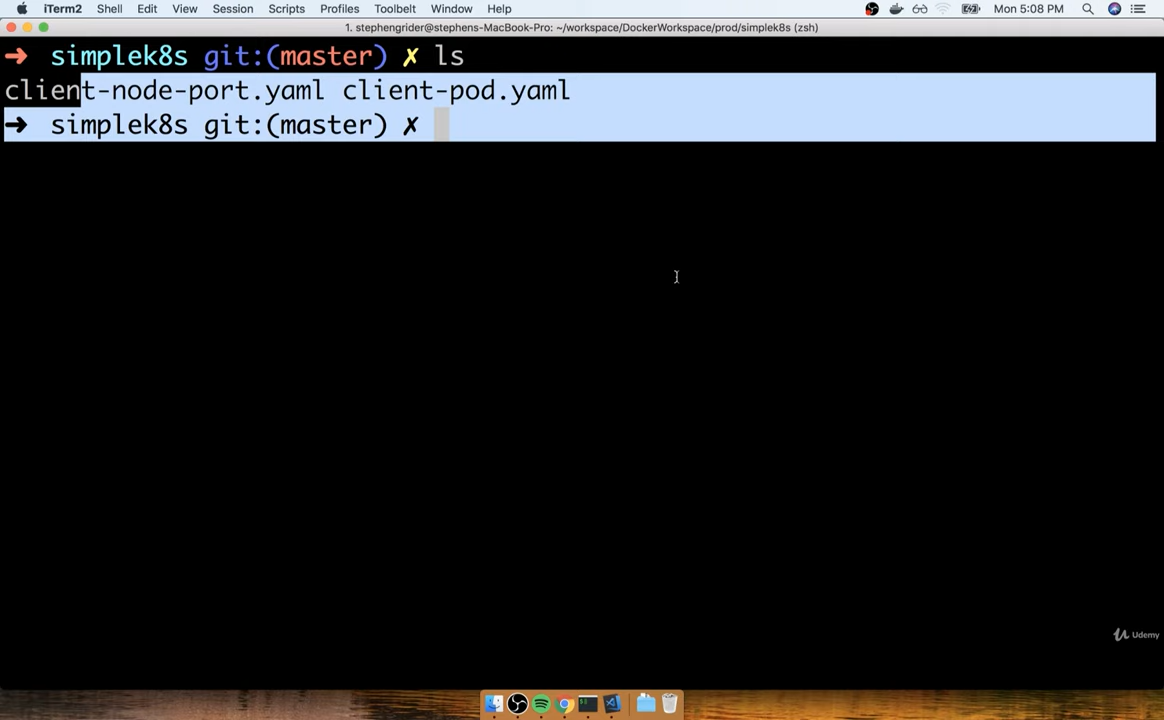 iTerm2 Shell Edit View Session Scripts Profiles Toolbelt Window Help Mon 5:08 PM
1. stephengrider@stephens-MacBook-Pro: ~/workspace/DockerWorkspace/prod/simplek8s (zsh)
➜ simplek8s git:(master) ✗ ls
client-node-port.yaml client-pod.yaml
➜ simplek8s git:(master) ✗
Udemy